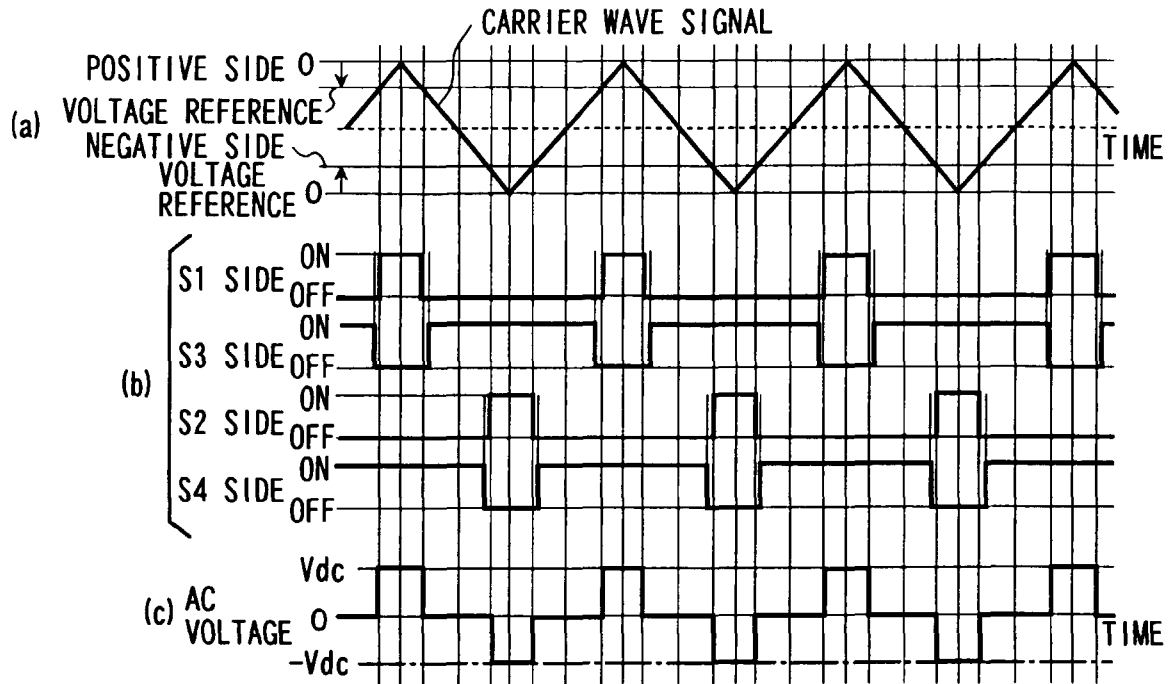 CARRIER WAVE SIGNAL
POSITIVE SIDE 0
VOLTAGE REFERENCE
(a)
NEGATIVE SIDE
VOLTAGE
REFERENCE 0
TIME
(b)
S1 SIDE ON
OFF
S3 SIDE ON
OFF
S2 SIDE ON
OFF
S4 SIDE ON
OFF
(c) AC
VOLTAGE
Vdc
0
-Vdc
TIME